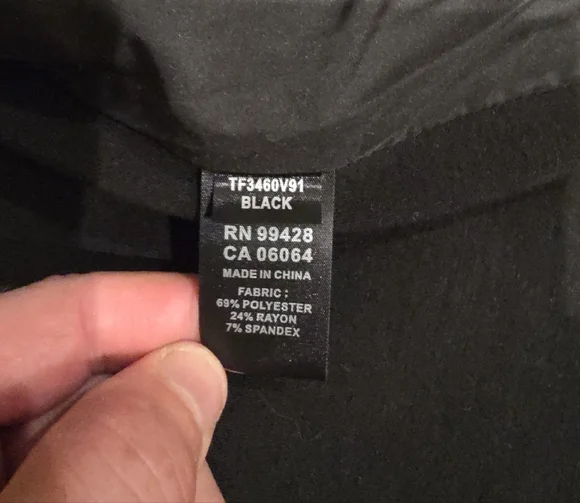 TF3460V91
BLACK
RN 99428
CA 06064
MADE IN CHINA
FABRIC :
69% POLYESTER
24% RAYON
7% SPANDEX